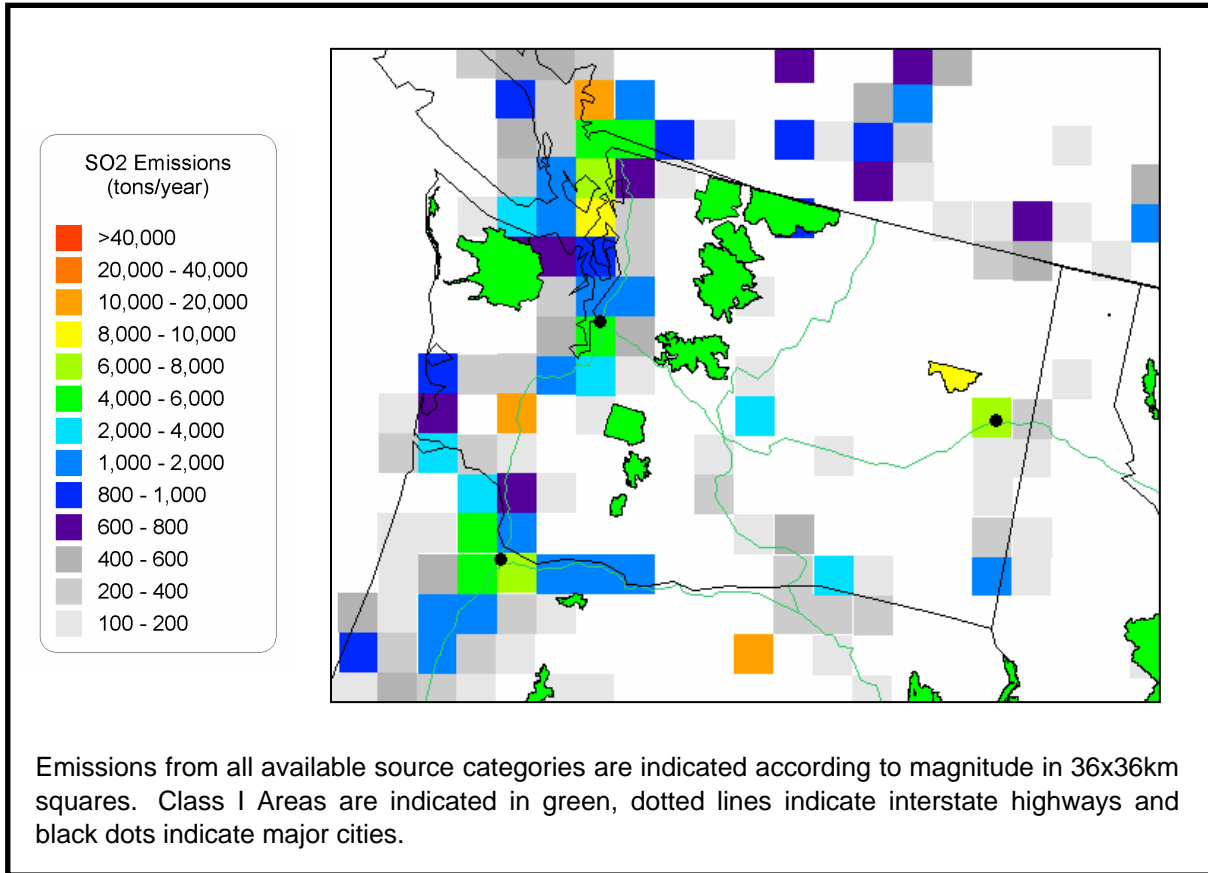 SO2 Emissions
(tons/year)
>40,000
20,000 - 40,000
10,000 - 20,000
8,000 - 10,000
6,000 - 8,000
4,000 - 6,000
2,000 - 4,000
1,000 - 2,000
800 - 1,000
600 - 800
400 - 600
200 - 400
100 - 200
Emissions from all available source categories are indicated according to magnitude in 36x36km
squares. Class I Areas are indicated in green, dotted lines indicate interstate highways and
black dots indicate major cities.